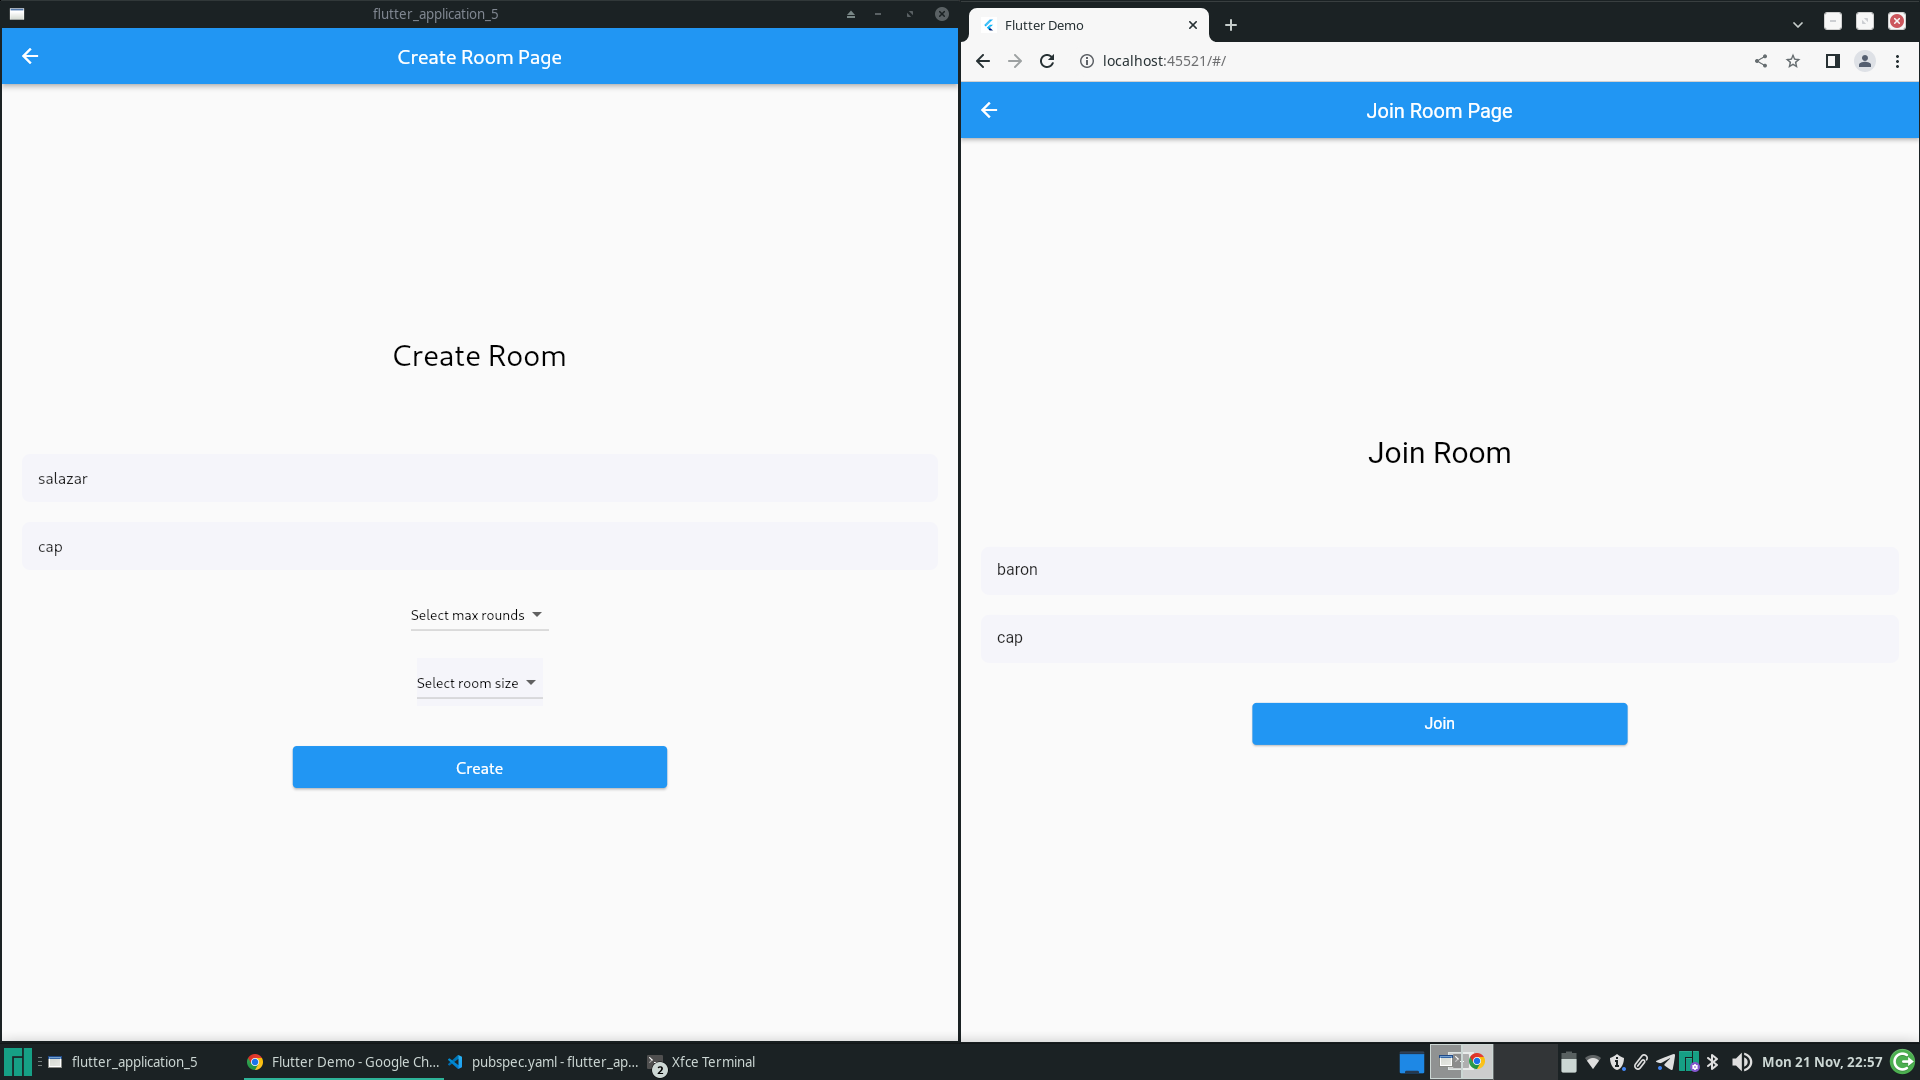 flutter_application_5
Create Room Page
Create Room
salazar
cap
Select max rounds
Select room size
Create
Flutter Demo
localhost:45521/#/
Join Room Page
Join Room
baron
cap
Join
flutter_application_5
Flutter Demo - Google Ch...
pubspec.yaml - flutter_ap...
2
Xfce Terminal
Mon 21 Nov, 22:57